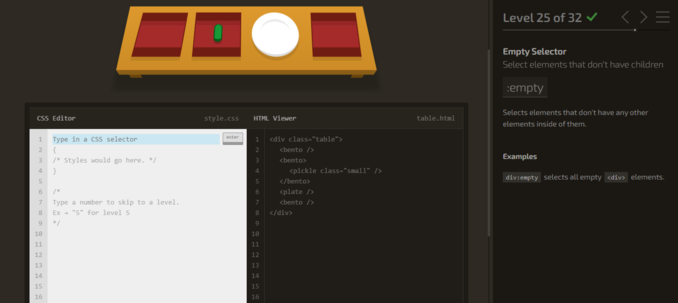 Level 25 of 32
Empty Selector
Select elements that don't have children
:empty
Selects elements that don't have any other
elements inside of them.
Examples
div:empty selects all empty <div> elements.
CSS Editor style.css
1 Type in a CSS selector enter
2 {
3 /* Styles would go here. */
4 }
5
6 /*
7 Type a number to skip to a level.
8 Ex → "5" for level 5
9 */
10
11
12
13
14
15
16
HTML Viewer table.html
1 <div class="table">
2 <bento />
3 <bento>
4 <pickle class="small" />
5 </bento>
6 <plate />
7 <bento />
8 </div>
9
10
11
12
13
14
15
16